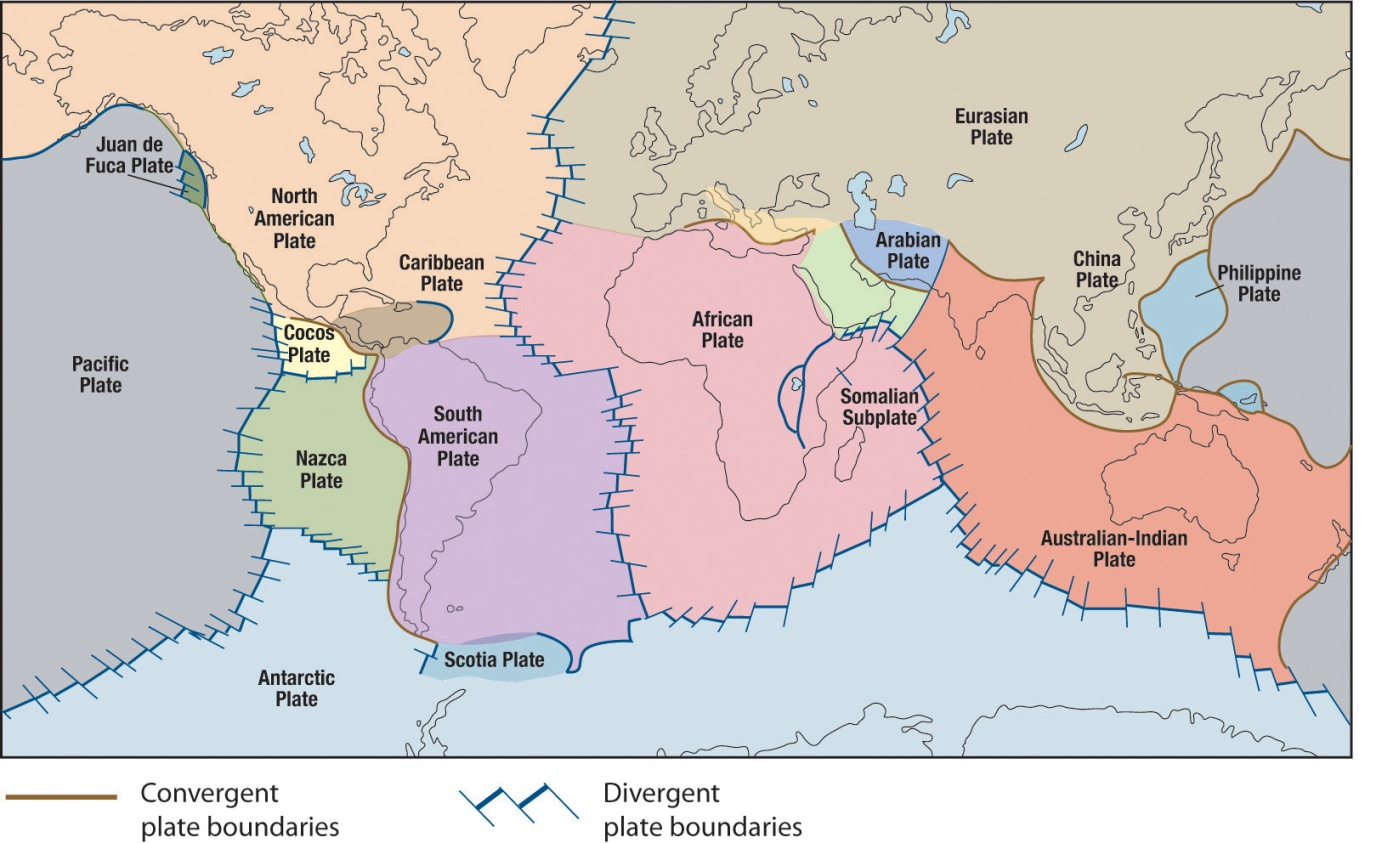 Juan de
Fuca Plate
North
American
Plate
Caribbean
Plate
Eurasian
Plate
Arabian
Plate
China
Plate
Philippine
Plate
Cocos
Plate
Pacific
Plate
African
Plate
Somalian
Subplate
South
American
Plate
Nazca
Plate
Australian-Indian
Plate
Scotia Plate
Antarctic
Plate
Convergent
plate boundaries
Divergent
plate boundaries